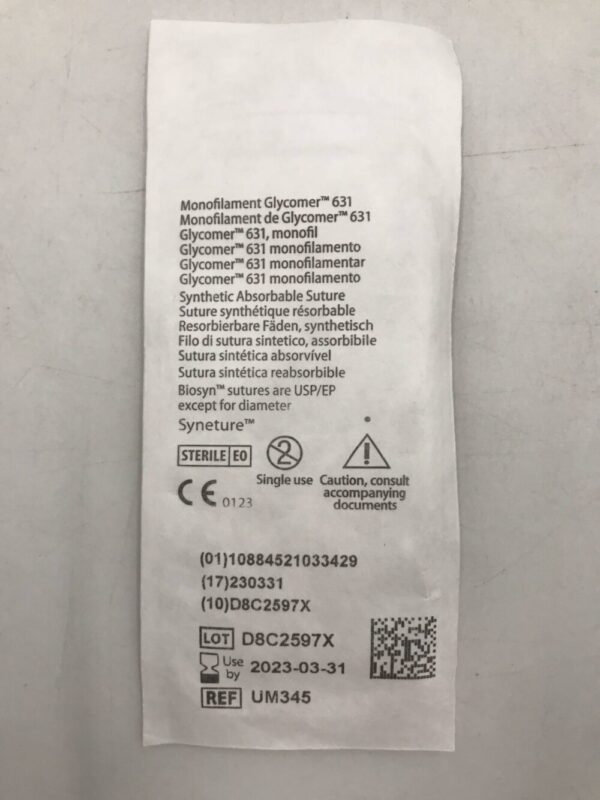 Monofilament Glycomer™ 631
Monofilament de Glycomer™ 631
Glycomer™ 631, monofil
Glycomer™ 631 monofilamento
Glycomer™ 631 monofilamentar
Glycomer™ 631 monofilamento
Synthetic Absorbable Suture
Suture synthétique résorbable
Resorbierbare Fäden, synthetisch
Filo di sutura sintetico, assorbibile
Sutura sintética absorvível
Sutura sintética reabsorbible
Biosyn™ sutures are USP/EP
except for diameter
Syneture™
STERILE EO
2
Single use
Caution, consult
accompanying
documents
CE 0123
(01)10884521033429
(17)230331
(10)D8C2597X
LOT D8C2597X
Use by 2023-03-31
REF UM345